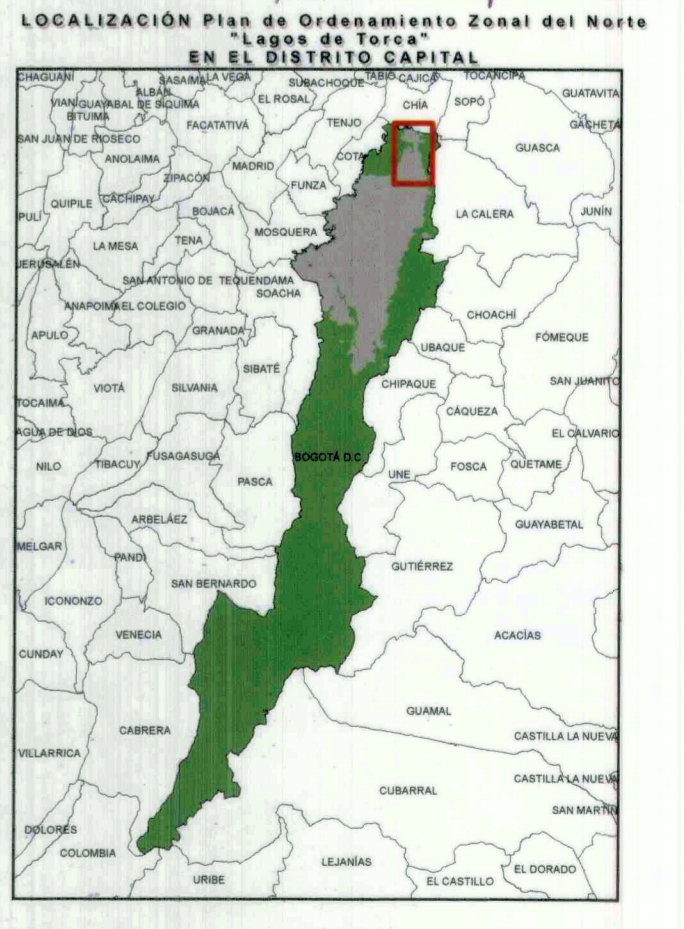 LOCALIZACIÓN Plan de Ordenamiento Zonal del Norte
"Lagos de Torca"
EN EL DISTRITO CAPITAL
CHAGUANÍ
SASAIMA
LA VEGA
SUBACHOQUE
TABIO
CAJICÁ
TOCANCIPA
ALBÁN
EL ROSAL
CHÍA
SOPÓ
GUATAVITA
VIANI
GUAYABAL DE SIQUIMA
BITUIMA
FACATATIVÁ
TENJO
GACHETÁ
SAN JUAN DE RIOSECO
ANOLAIMA
MADRID
COTA
GUASCA
ZIPACÓN
FUNZA
QUIPILE
CACHIPAY
BOJACÁ
PULÍ
LA CALERA
JUNÍN
MOSQUERA
LA MESA
TENA
JERUSALÉN
SAN ANTONIO DE TEQUENDAMA
SOACHA
ANAPOIMA
EL COLEGIO
CHOACHÍ
APULO
GRANADA
FÓMEQUE
UBAQUE
SIBATÉ
VIOTÁ
SILVANIA
CHIPAQUE
SAN JUANITO
TOCAIMA
CÁQUEZA
AGUA DE DIOS
EL CALVARIO
NILO
TIBACUY
FUSAGASUGA
BOGOTÁ D.C
UNE
FOSCA
QUETAME
PASCA
ARBELÁEZ
GUAYABETAL
MELGAR
PANDI
SAN BERNARDO
GUTIÉRREZ
ICONONZO
VENECIA
ACACÍAS
CUNDAY
GUAMAL
CABRERA
CASTILLA LA NUEVA
VILLARRICA
CASTILLA LA NUEVA
CUBARRAL
SAN MARTIN
DOLORES
COLOMBIA
LEJANÍAS
EL DORADO
URIBE
EL CASTILLO